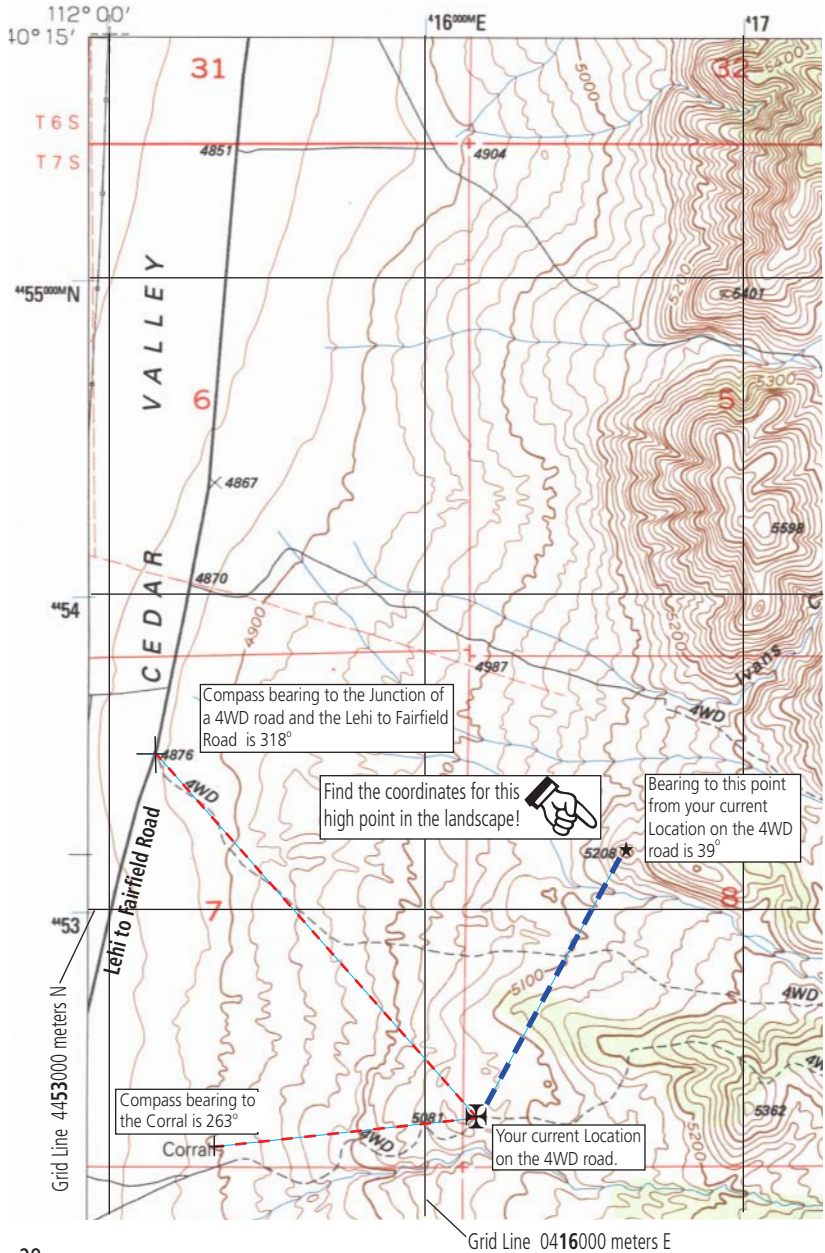 112° 00'
⁴16⁰⁰⁰ᴹE
⁴17
40° 15'
31
32
5400
5000
T 6 S
T 7 S
4851
4904
VALLEY
5200
⁴⁴55⁰⁰⁰ᴹN
5401
5300
6
5
4867
5598
CEDAR
4870
⁴⁴54
4900
5200
4987
Ivans
C
4WD
Compass bearing to the Junction of
a 4WD road and the Lehi to Fairfield
Road is 318°
4876
4WD
Find the coordinates for this
high point in the landscape!
Bearing to this point
from your current
Location on the 4WD
road is 39°
5208
Lehi to Fairfield Road
7
8
⁴⁴53
5100
4WD
4W
Grid Line 4453000 meters N
Compass bearing to
the Corral is 263°
5081
5362
Corral
4WD
Your current Location
on the 4WD road.
5200
Grid Line 0416000 meters E